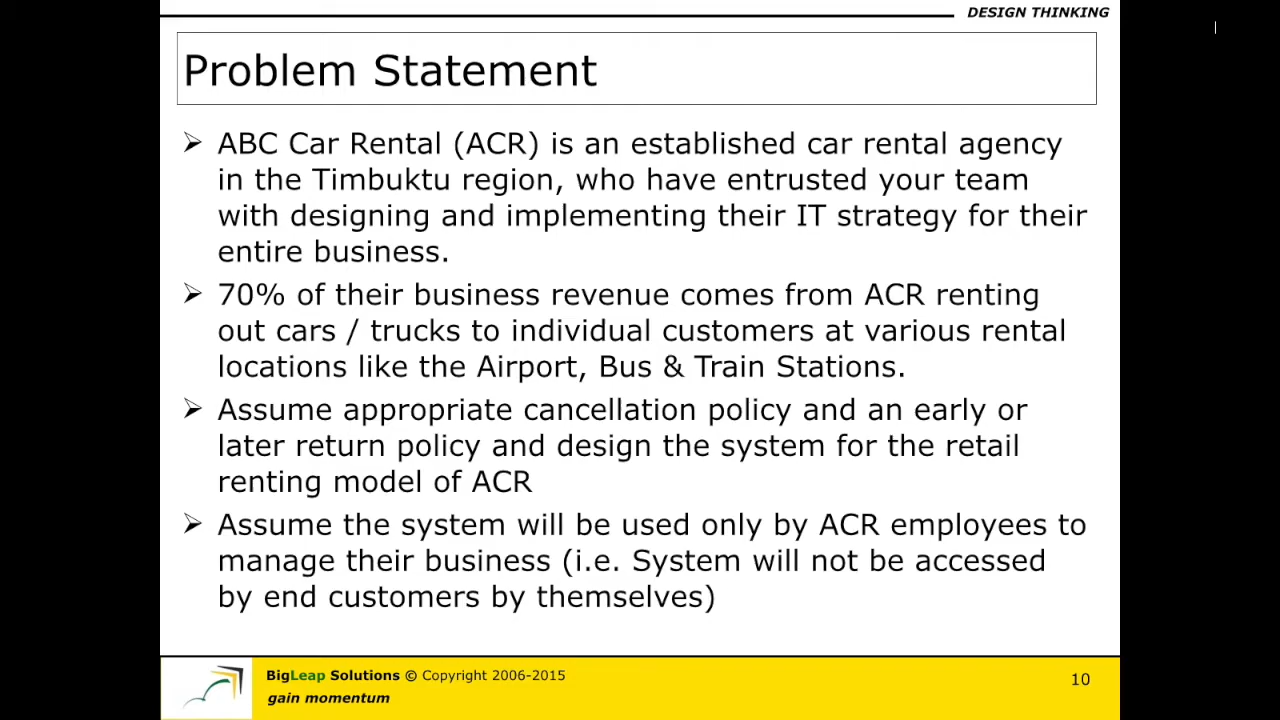 DESIGN THINKING
Problem Statement
➢ ABC Car Rental (ACR) is an established car rental agency
in the Timbuktu region, who have entrusted your team
with designing and implementing their IT strategy for their
entire business.
➢ 70% of their business revenue comes from ACR renting
out cars / trucks to individual customers at various rental
locations like the Airport, Bus & Train Stations.
➢ Assume appropriate cancellation policy and an early or
later return policy and design the system for the retail
renting model of ACR
➢ Assume the system will be used only by ACR employees to
manage their business (i.e. System will not be accessed
by end customers by themselves)
BigLeap Solutions © Copyright 2006-2015
gain momentum
10